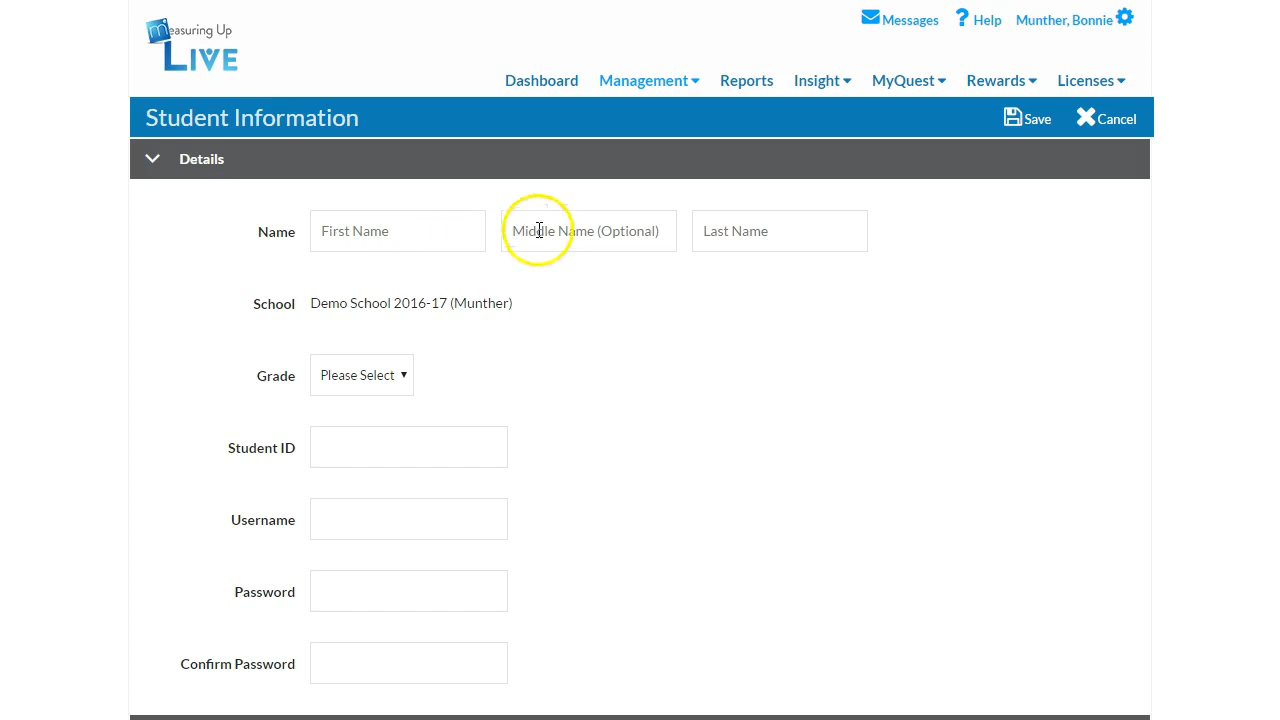 Messages Help Munther, Bonnie
Measuring Up
LIVE
Dashboard Management Reports Insight MyQuest Rewards Licenses
Student Information Save Cancel
Details
Name First Name Middle Name (Optional) Last Name
School Demo School 2016-17 (Munther)
Grade Please Select
Student ID
Username
Password
Confirm Password